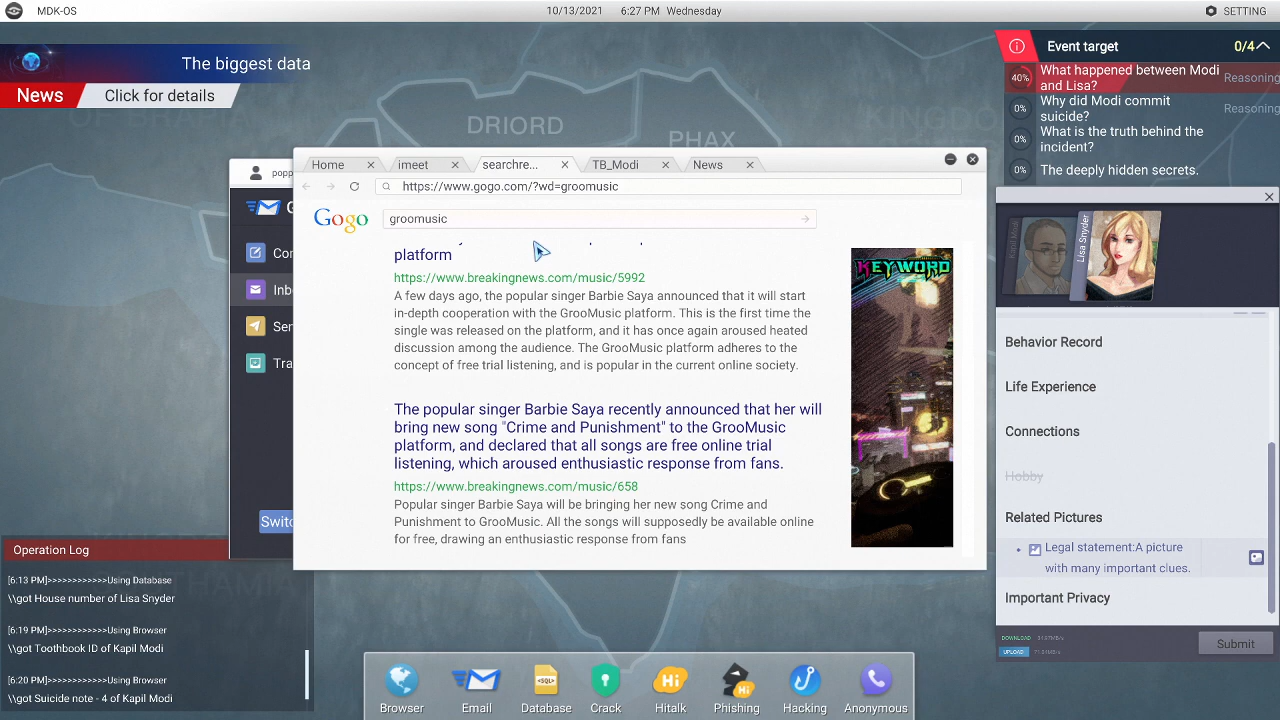 MDK-OS
10/13/2021 6:27 PM Wednesday
SETTING
The biggest data
News
Click for details
DRIORD
PHAX
Event target
0/4
40%
What happened between Modi
and Lisa?
Reasoning
0%
Why did Modi commit
suicide?
Reasoning
0%
What is the truth behind the
incident?
0%
The deeply hidden secrets.
Home
imeet
searchre...
TB_Modi
News
https://www.gogo.com/?wd=groomusic
Gogo
groomusic
platform
https://www.breakingnews.com/music/5992
A few days ago, the popular singer Barbie Saya announced that it will start
in-depth cooperation with the GrooMusic platform. This is the first time the
single was released on the platform, and it has once again aroused heated
discussion among the audience. The GrooMusic platform adheres to the
concept of free trial listening, and is popular in the current online society.
The popular singer Barbie Saya recently announced that her will
bring new song "Crime and Punishment" to the GrooMusic
platform, and declared that all songs are free online trial
listening, which aroused enthusiastic response from fans.
https://www.breakingnews.com/music/658
Popular singer Barbie Saya will be bringing her new song Crime and
Punishment to GrooMusic. All the songs will supposedly be available online
for free, drawing an enthusiastic response from fans
KEYWORD
popp
Co
Inb
Ser
Tra
Switc
Kapil Modi
Lisa Snyder
Behavior Record
Life Experience
Connections
Hobby
Related Pictures
Legal statement:A picture
with many important clues.
Important Privacy
DOWNLOAD
UPLOAD
Submit
Operation Log
[6:13 PM]>>>>>>>>>>>>Using Database
\\got House number of Lisa Snyder
[6:19 PM]>>>>>>>>>>>>Using Browser
\\got Toothbook ID of Kapil Modi
[6:20 PM]>>>>>>>>>>>>Using Browser
\\got Suicide note - 4 of Kapil Modi
Browser
Email
SQL
Database
Crack
Hi
Hitalk
Hi
Phishing
Hacking
Anonymous